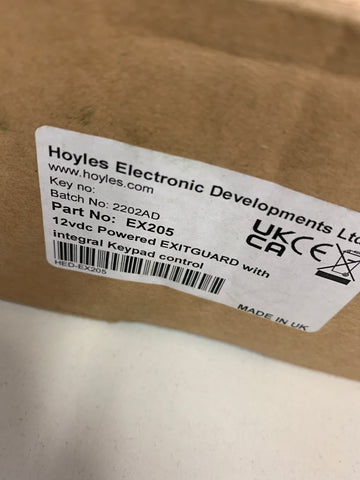 Hoyles Electronic Developments Ltd
www.hoyles.com
Key no:
Batch No: 2202AD
Part No: EX205
12vdc Powered EXITGUARD with
integral Keypad control
HED-EX205
UK
CA
CE
MADE IN UK